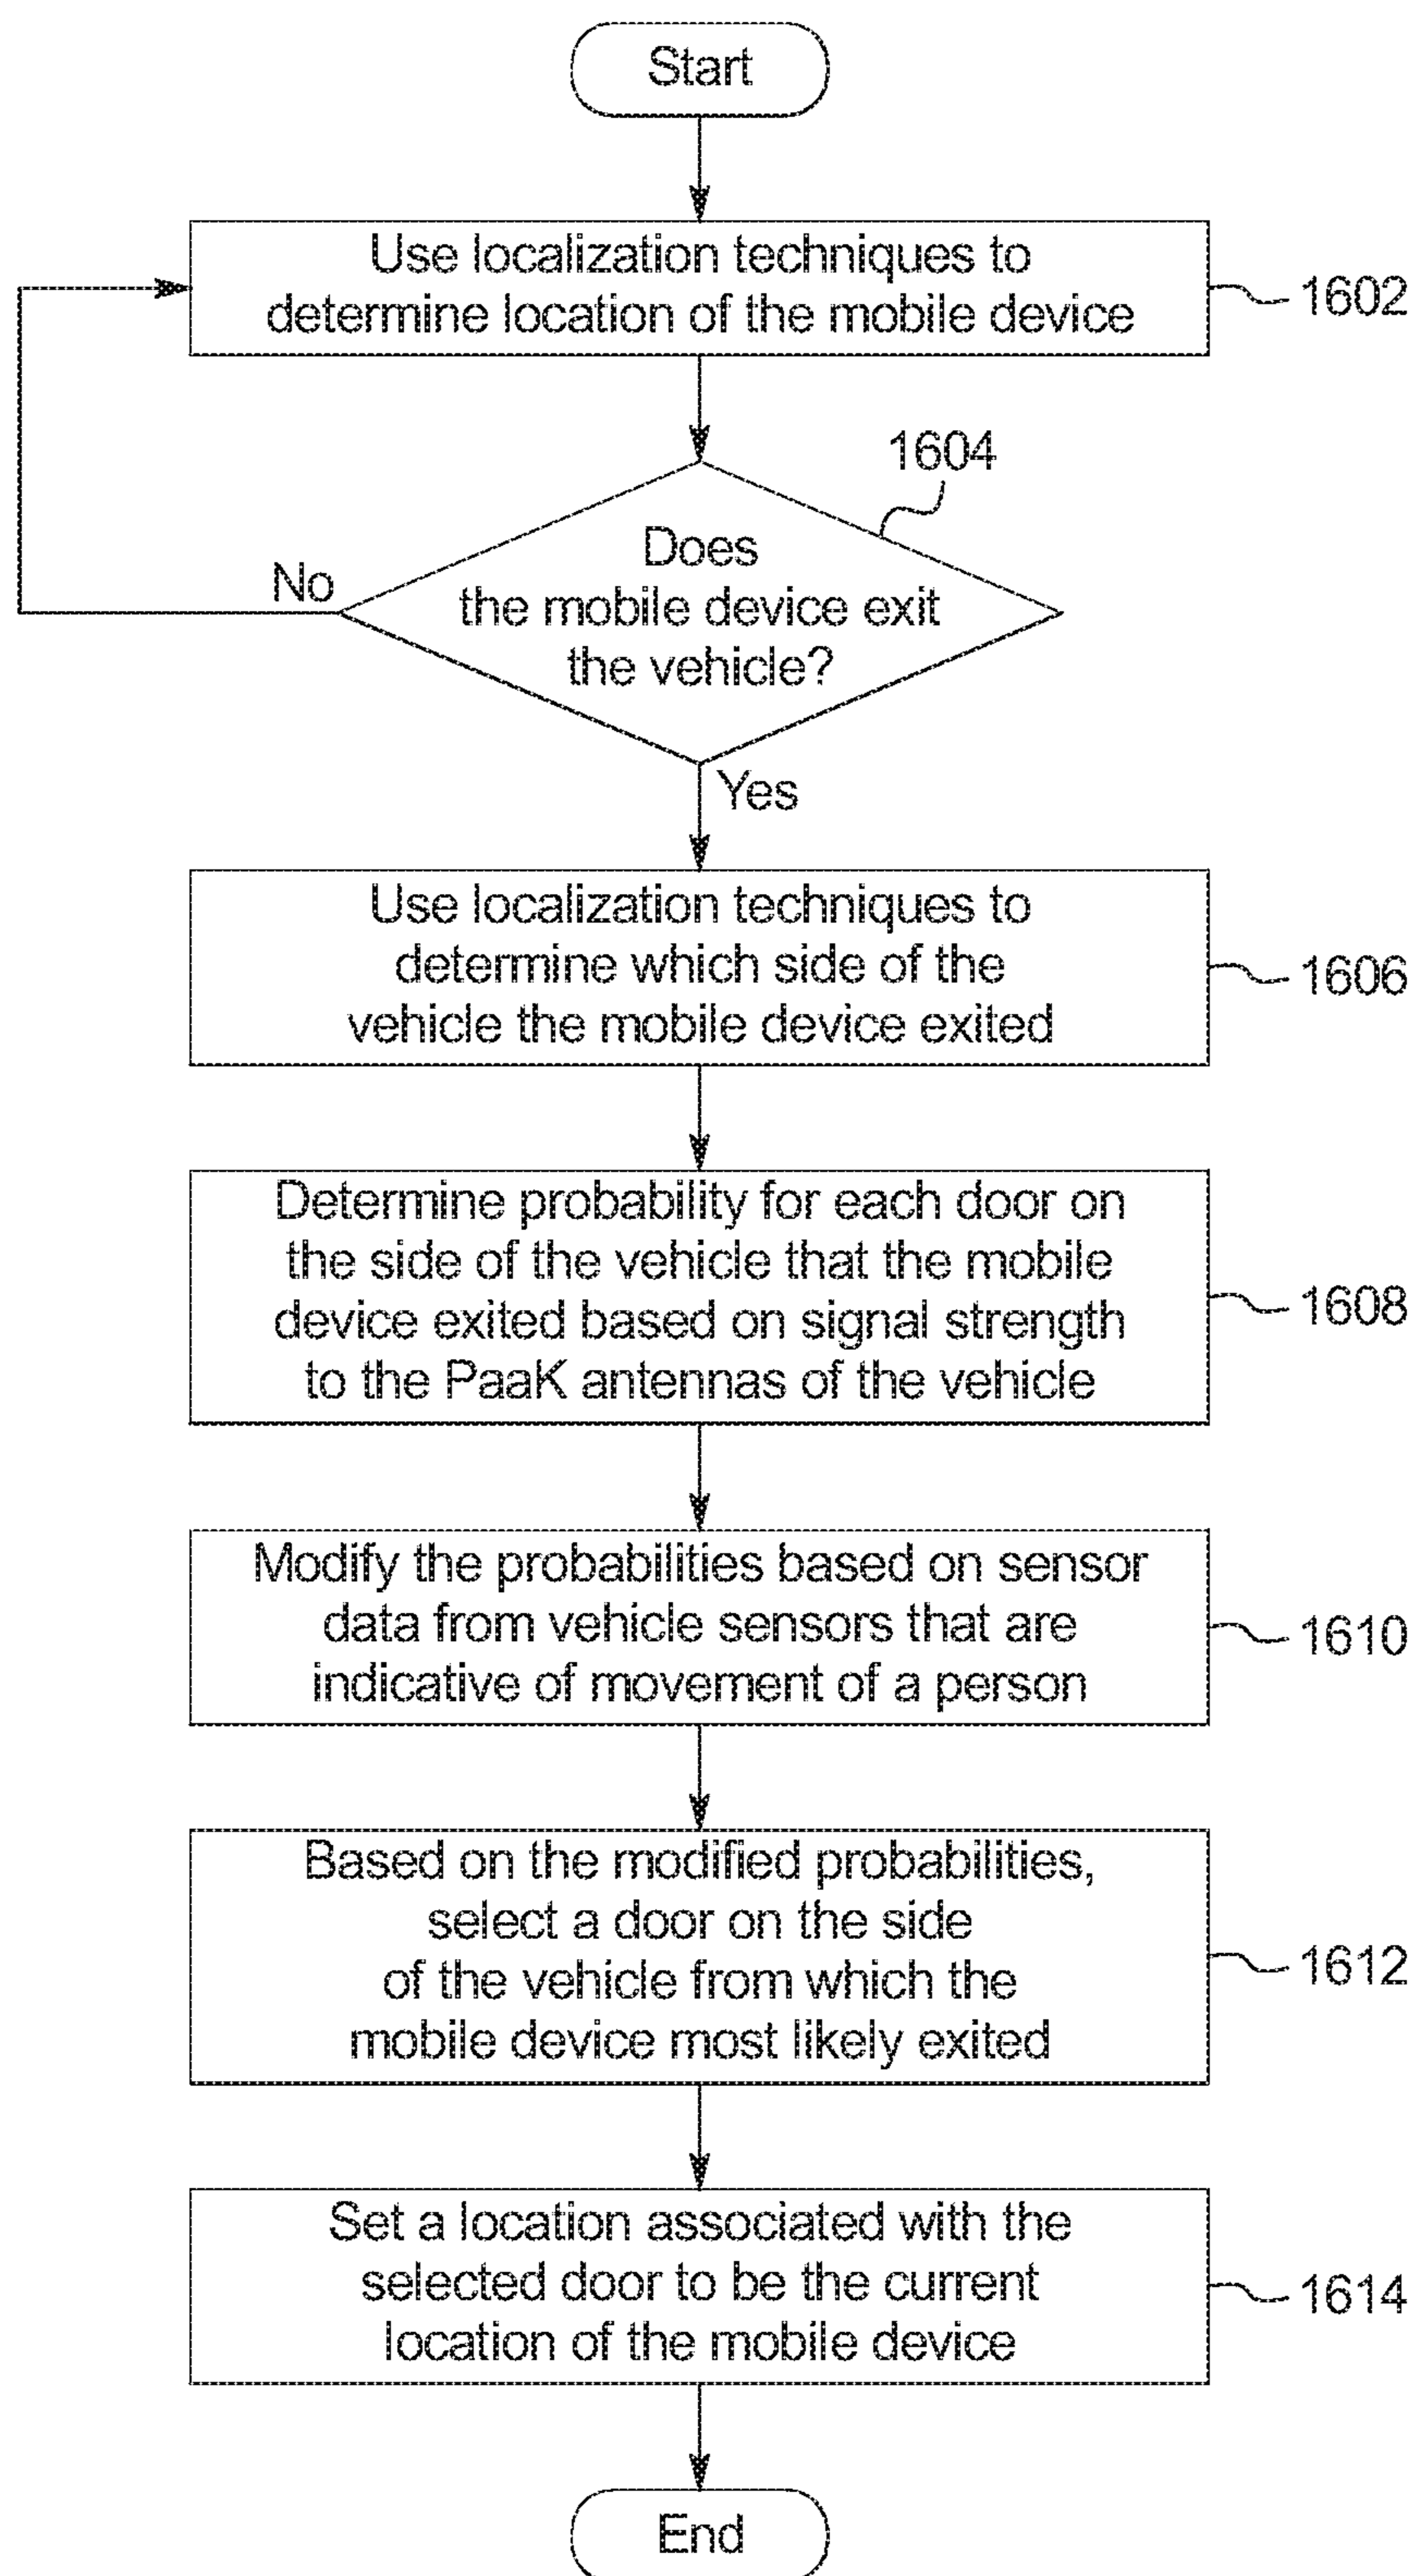 Start
Use localization techniques to
determine location of the mobile device
1602
1604
Does
the mobile device exit
the vehicle?
No
Yes
Use localization techniques to
determine which side of the
vehicle the mobile device exited
1606
Determine probability for each door on
the side of the vehicle that the mobile
device exited based on signal strength
to the PaaK antennas of the vehicle
1608
Modify the probabilities based on sensor
data from vehicle sensors that are
indicative of movement of a person
1610
Based on the modified probabilities,
select a door on the side
of the vehicle from which the
mobile device most likely exited
1612
Set a location associated with the
selected door to be the current
location of the mobile device
1614
End